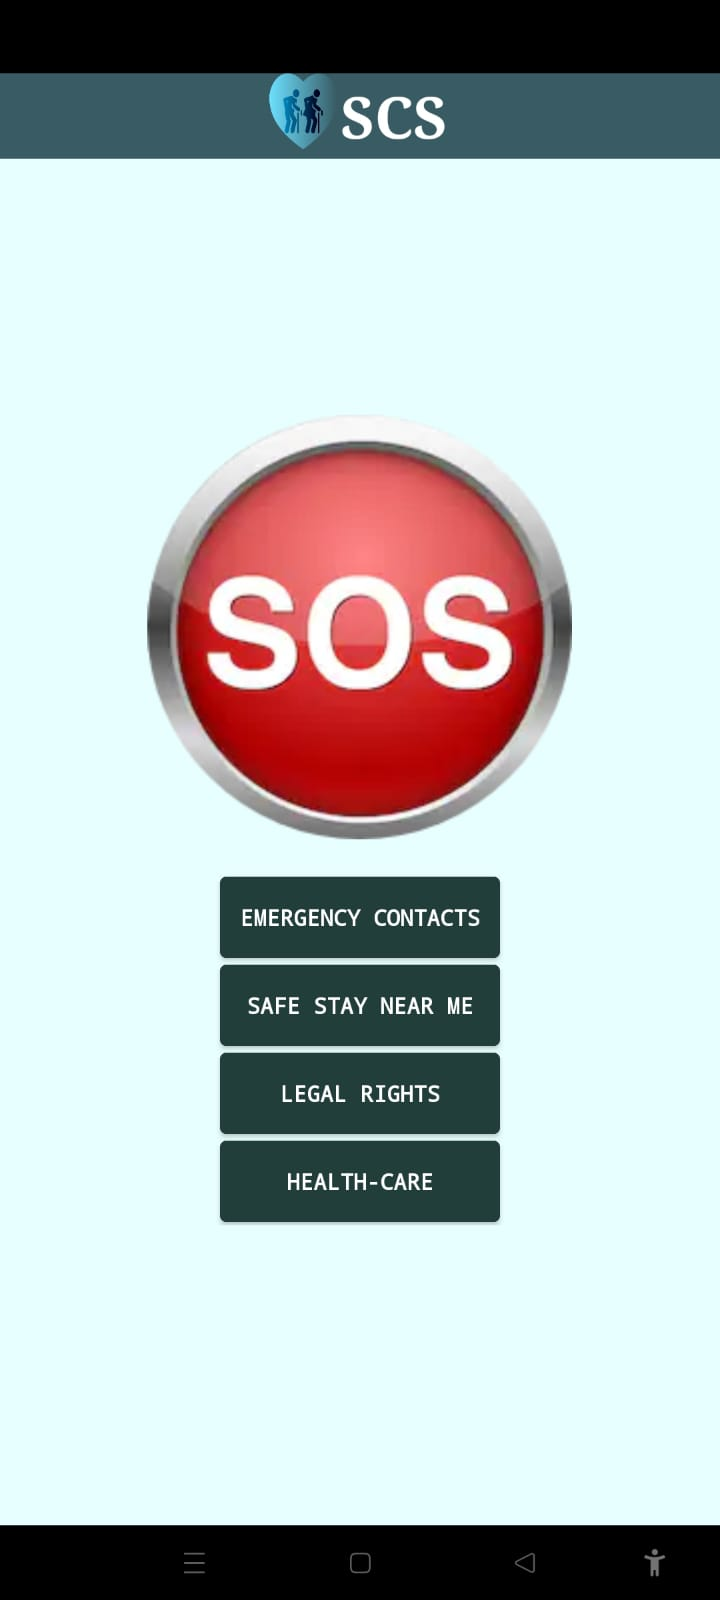 SCS
SOS
EMERGENCY CONTACTS
SAFE STAY NEAR ME
LEGAL RIGHTS
HEALTH-CARE